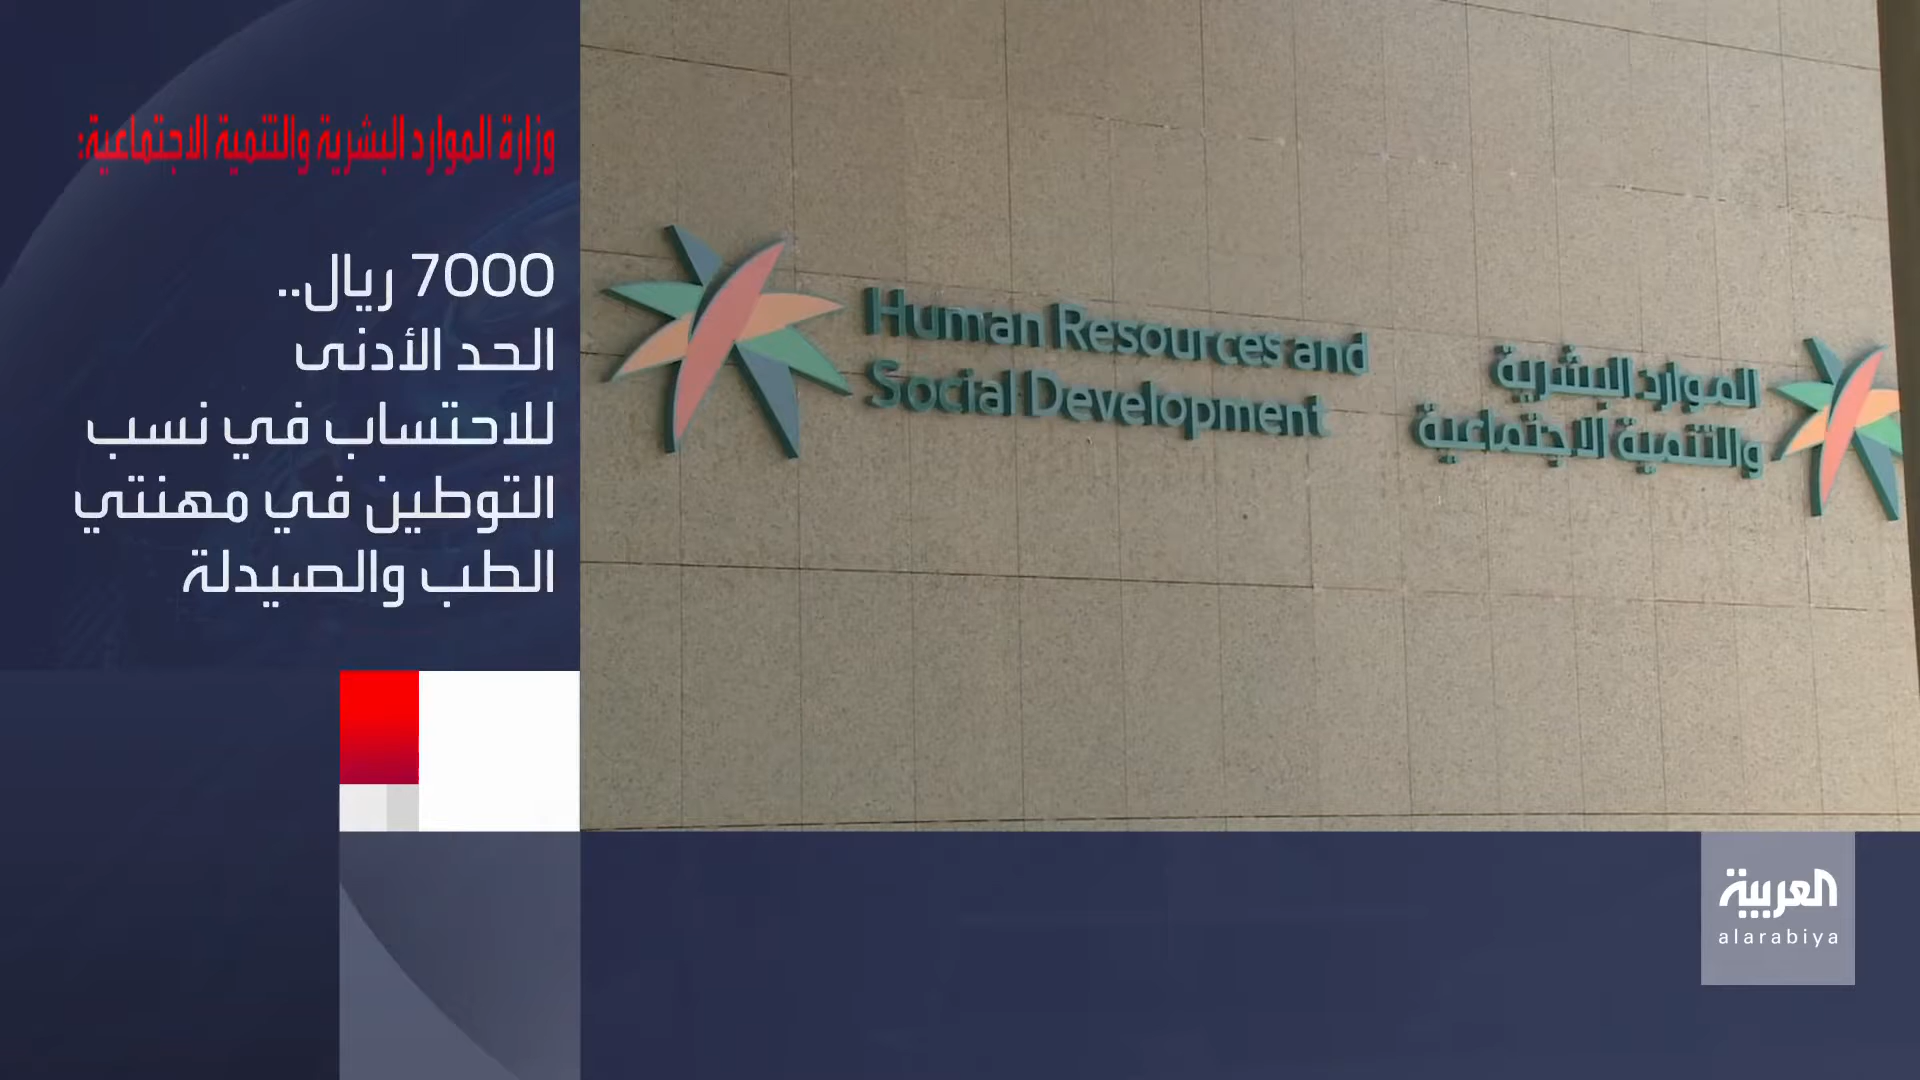 وزارة الموارد البشرية والتنمية الاجتماعية:
7000 ريال..
الحد الأدنى
للاحتساب في نسب
التوطين في مهنتي
الطب والصيدلة
Human Resources and
Social Development
الموارد البشرية
والتنمية الاجتماعية
العربية
alarabiya